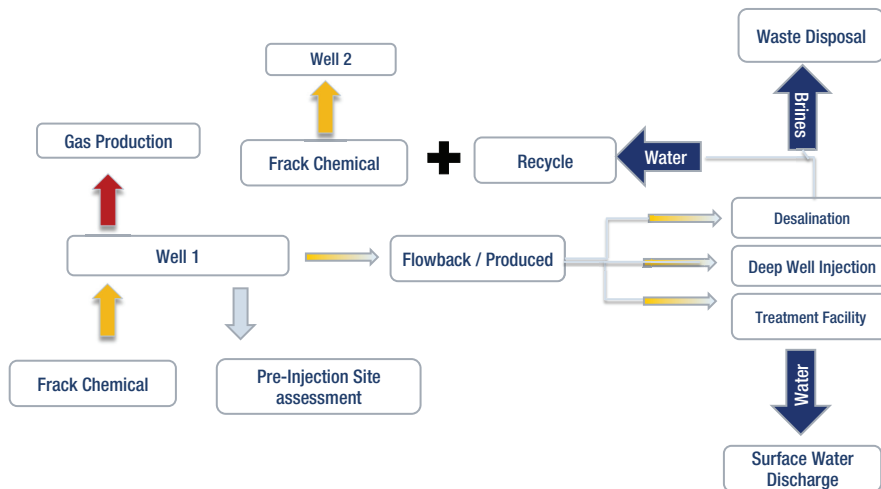 Waste Disposal
Well 2
Brines
Gas Production
Frack Chemical
Recycle
Water
Desalination
Well 1
Flowback / Produced
Deep Well Injection
Treatment Facility
Frack Chemical
Pre-Injection Site
assessment
Water
Surface Water
Discharge